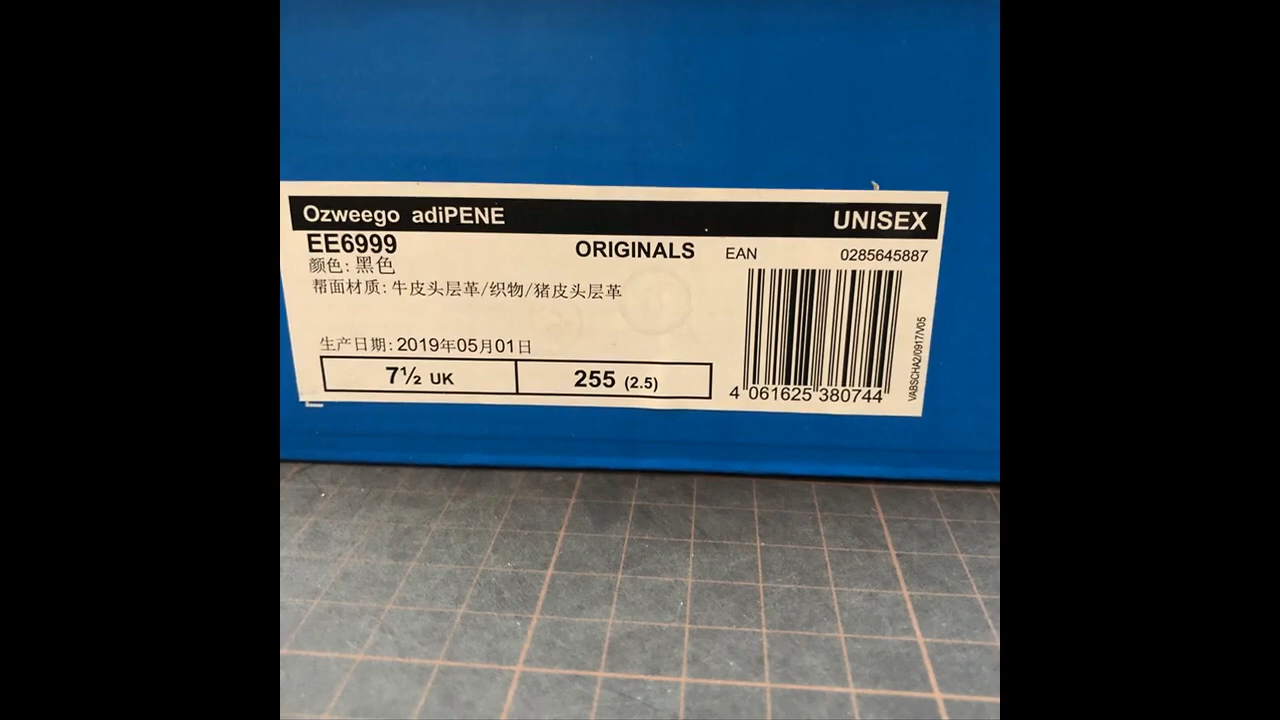 Ozweego adiPENE UNISEX
EE6999 ORIGINALS EAN 0285645887
颜色: 黑色
帮面材质: 牛皮头层革/织物/猪皮头层革
生产日期: 2019年05月01日
7½ UK 255 (2.5)
4 061625 380744
VABSCHA2/0917/V05